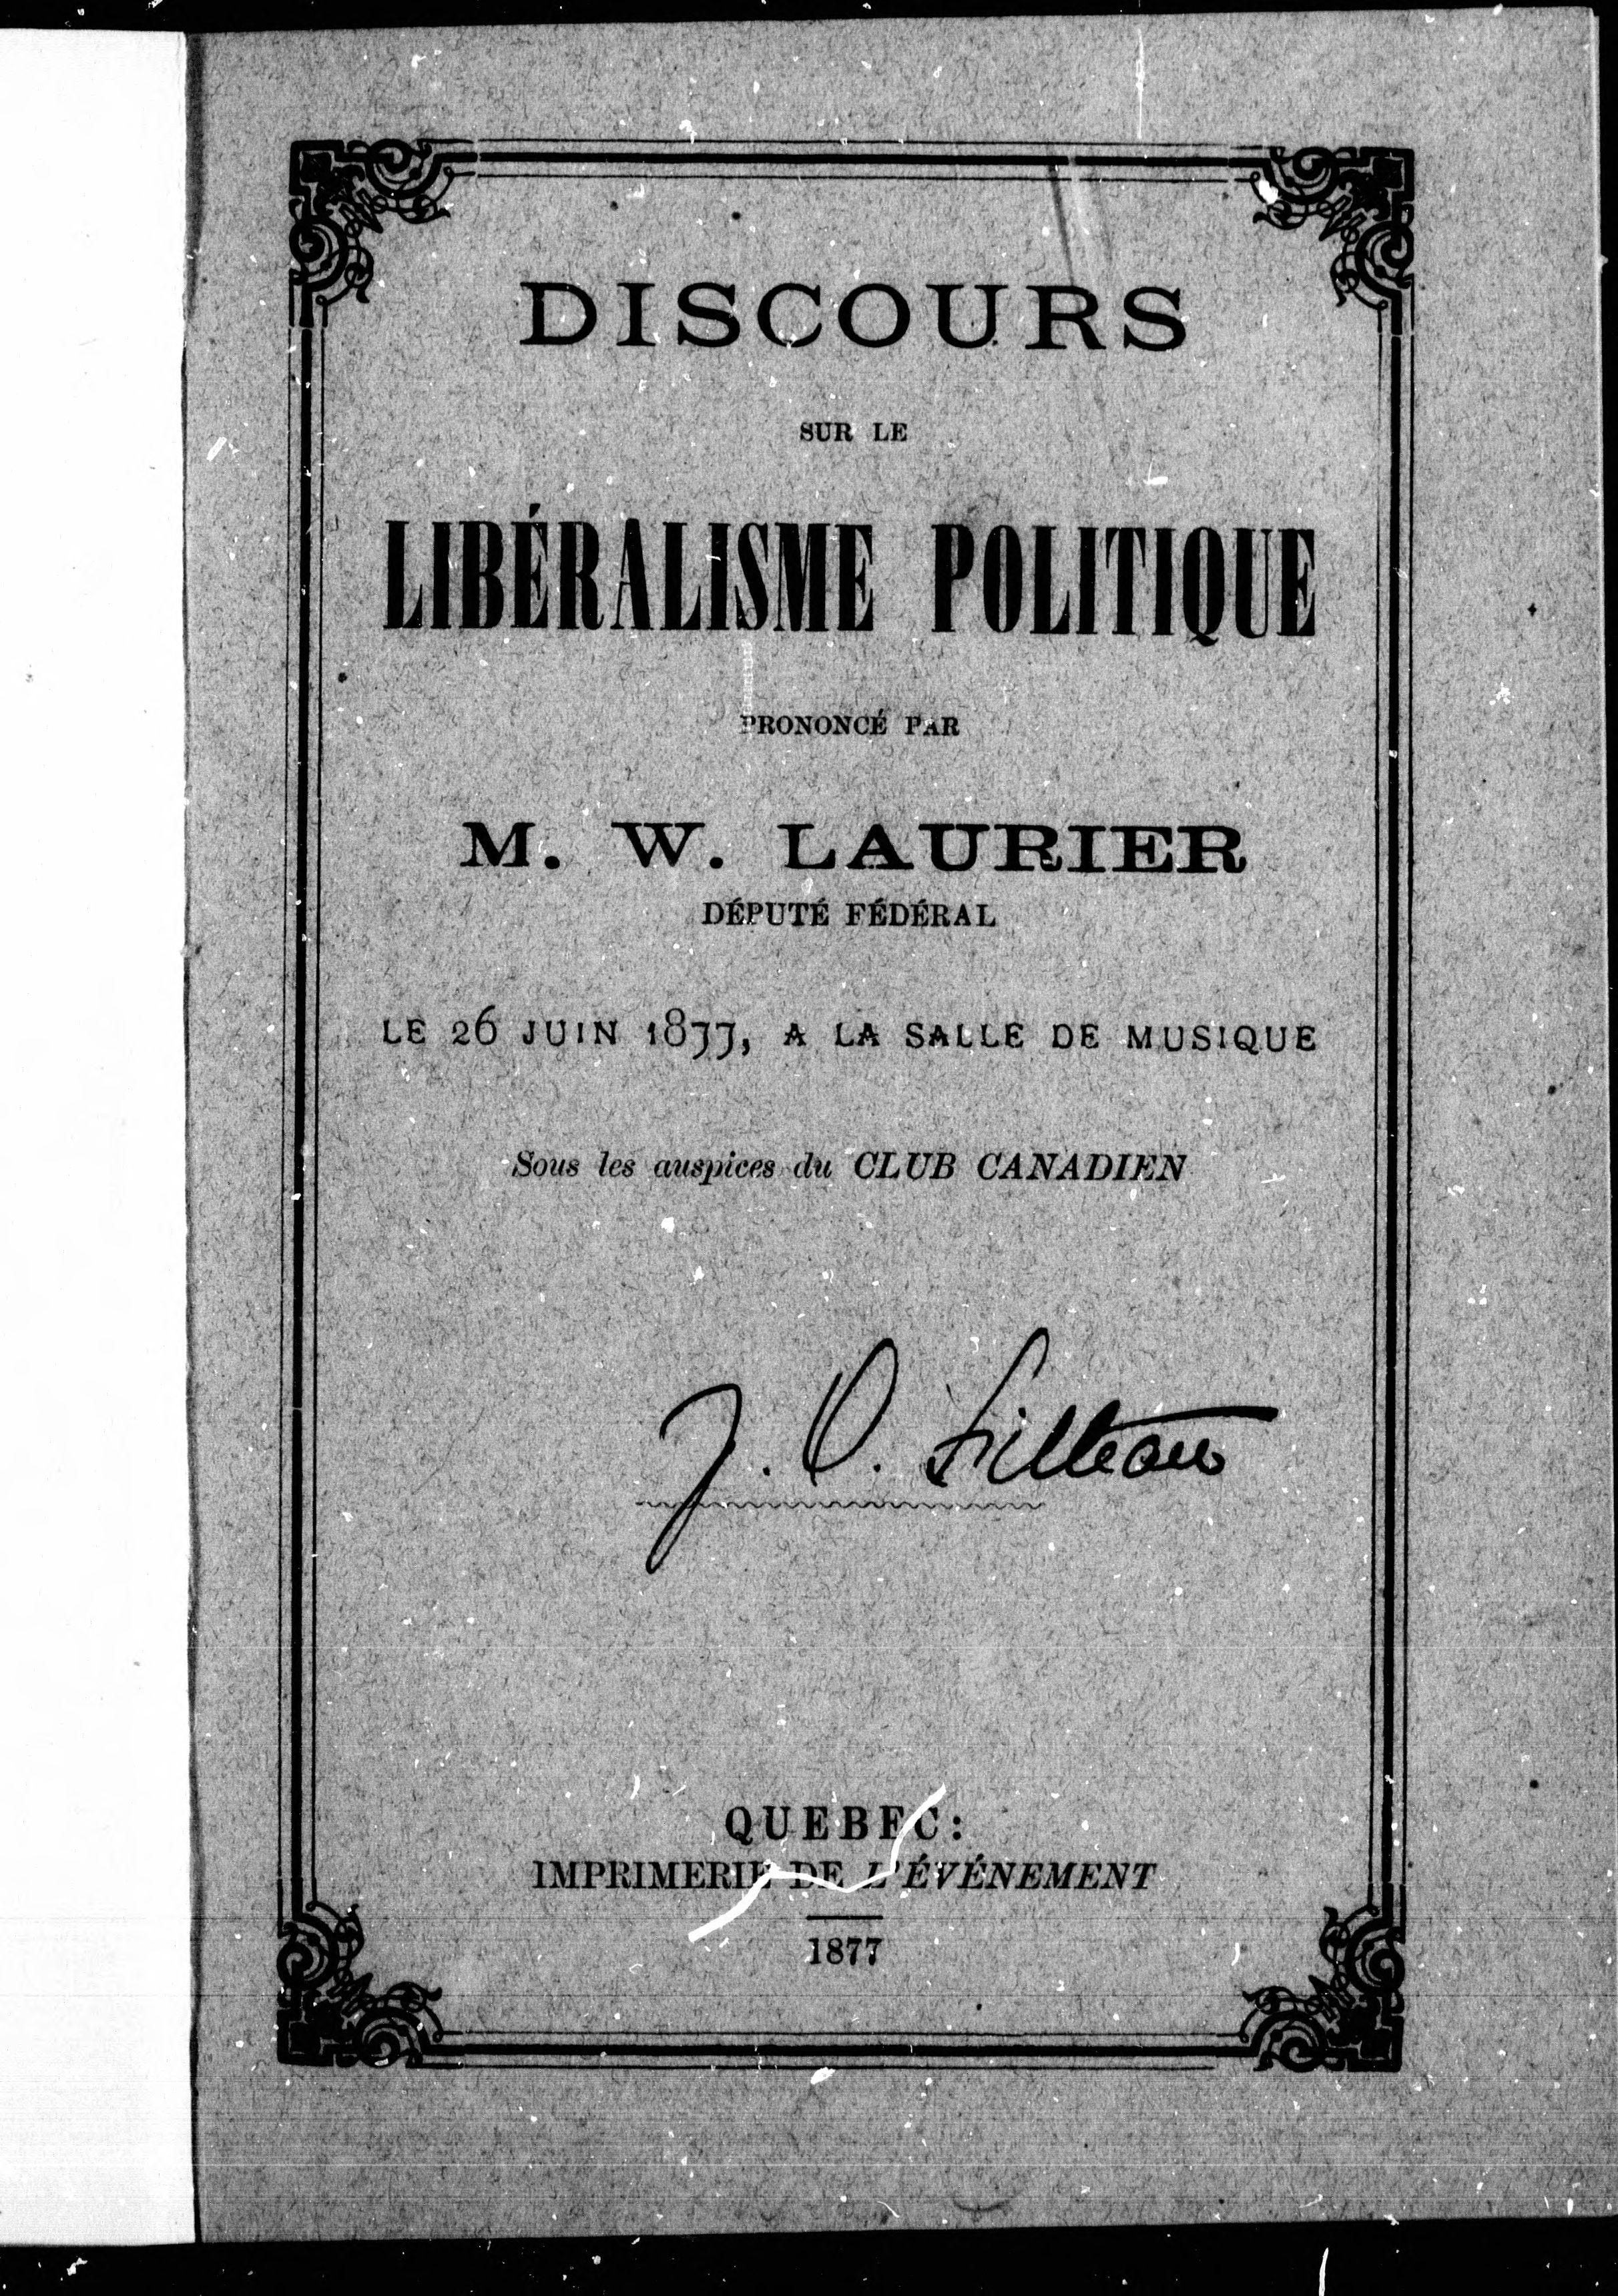 DISCOURS
SUR LE
LIBÉRALISME POLITIQUE
PRONONCÉ PAR
M. W. LAURIER
DÉPUTÉ FÉDÉRAL
LE 26 JUIN 1877, A LA SALLE DE MUSIQUE
Sous les auspices du CLUB CANADIEN
J. O. Filteau
QUEBEC:
IMPRIMERIE DE L'ÉVÉNEMENT
1877